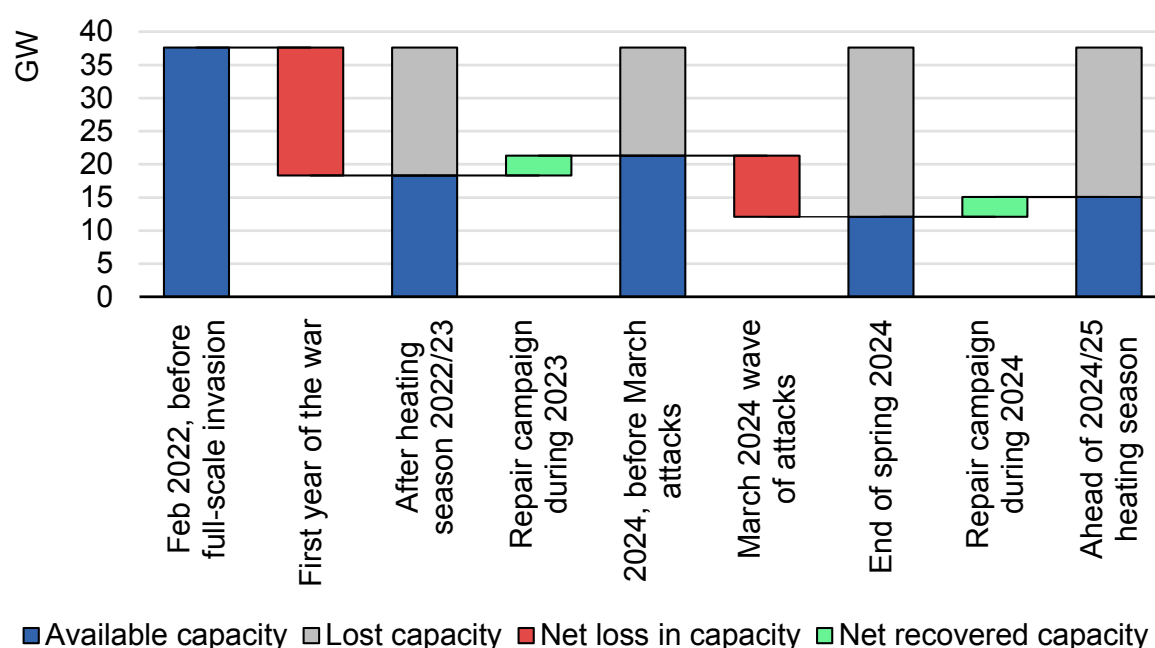 GW
40
35
30
25
20
15
10
5
0
Feb 2022, before
full-scale invasion
First year of the war
After heating
season 2022/23
Repair campaign
during 2023
2024, before March
attacks
March 2024 wave
of attacks
End of spring 2024
Repair campaign
during 2024
Ahead of 2024/25
heating season
Available capacity Lost capacity Net loss in capacity Net recovered capacity